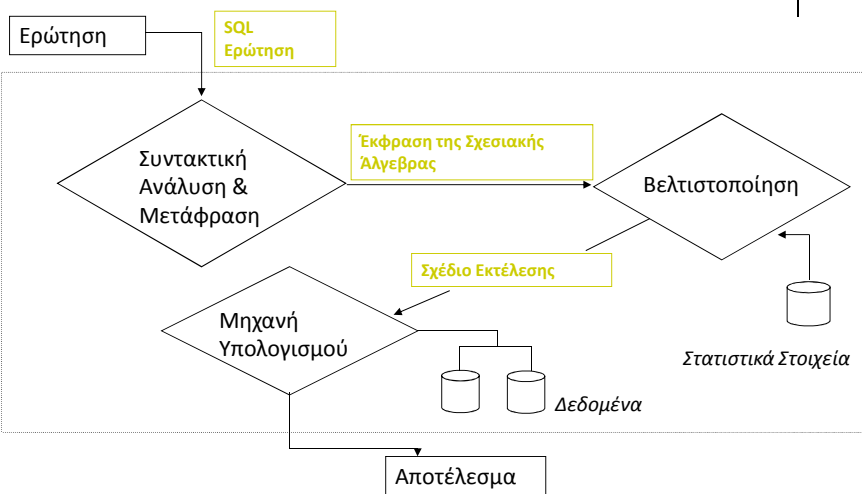 Ερώτηση
SQL
Ερώτηση
Συντακτική
Ανάλυση &
Μετάφραση
Έκφραση της Σχεσιακής
Άλγεβρας
Βελτιστοποίηση
Σχέδιο Εκτέλεσης
Μηχανή
Υπολογισμού
Στατιστικά Στοιχεία
Δεδομένα
Αποτέλεσμα